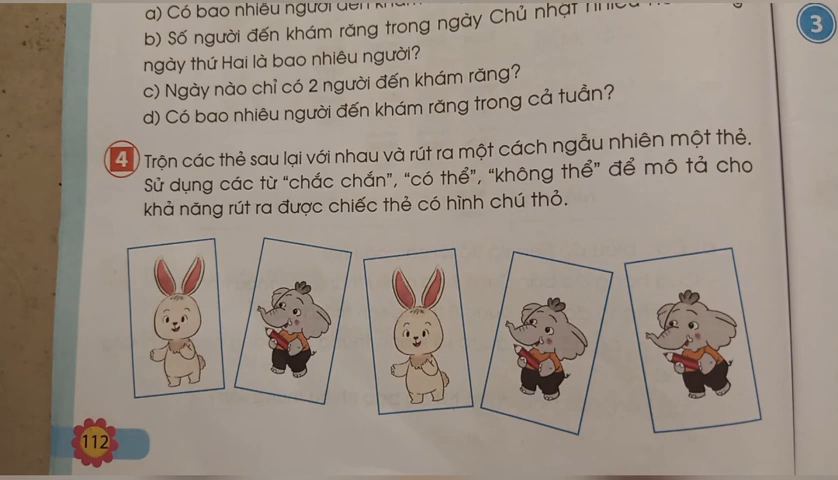 a) Có bao nhiêu người đến
3
b) Số người đến khám răng trong ngày Chủ nhật nhiều
ngày thứ Hai là bao nhiêu người?
c) Ngày nào chỉ có 2 người đến khám răng?
d) Có bao nhiêu người đến khám răng trong cả tuần?
4 Trộn các thẻ sau lại với nhau và rút ra một cách ngẫu nhiên một thẻ.
Sử dụng các từ “chắc chắn”, “có thể”, “không thể” để mô tả cho
khả năng rút ra được chiếc thẻ có hình chú thỏ.
112